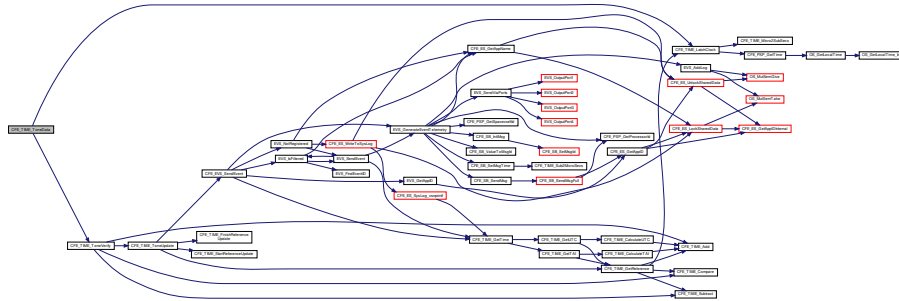 CFE_TIME_ToneData
CFE_TIME_ToneVerify
CFE_TIME_ToneUpdate
CFE_TIME_FinishReference
Update
CFE_TIME_StartReferenceUpdate
CFE_EVS_SendEvent
EVS_NotRegistered
EVS_IsFiltered
CFE_ES_WriteToSysLog
EVS_SendEvent
EVS_FindEventID
EVS_GetAppID
CFE_ES_SysLog_vsnprintf
EVS_GenerateEventTelemetry
CFE_ES_GetAppName
EVS_SendViaPorts
CFE_PSP_GetSpacecraftId
CFE_SB_InitMsg
CFE_SB_ValueToMsgId
CFE_SB_SetMsgTime
CFE_SB_SendMsg
EVS_OutputPort1
EVS_OutputPort2
EVS_OutputPort3
EVS_OutputPort4
CFE_SB_SetMsgId
CFE_TIME_Sub2MicroSecs
CFE_SB_SendMsgFull
CFE_PSP_GetProcessorId
CFE_ES_GetAppID
CFE_TIME_LatchClock
CFE_TIME_Micro2SubSecs
CFE_PSP_GetTime
OS_GetLocalTime
EVS_AddLog
CFE_ES_UnlockSharedData
OS_MutSemGive
OS_MutSemTake
CFE_ES_LockSharedData
CFE_ES_GetAppIDInternal
CFE_TIME_GetTime
CFE_TIME_GetUTC
CFE_TIME_GetTAI
CFE_TIME_CalculateUTC
CFE_TIME_CalculateTAI
CFE_TIME_GetReference
CFE_TIME_Add
CFE_TIME_Compare
CFE_TIME_Subtract